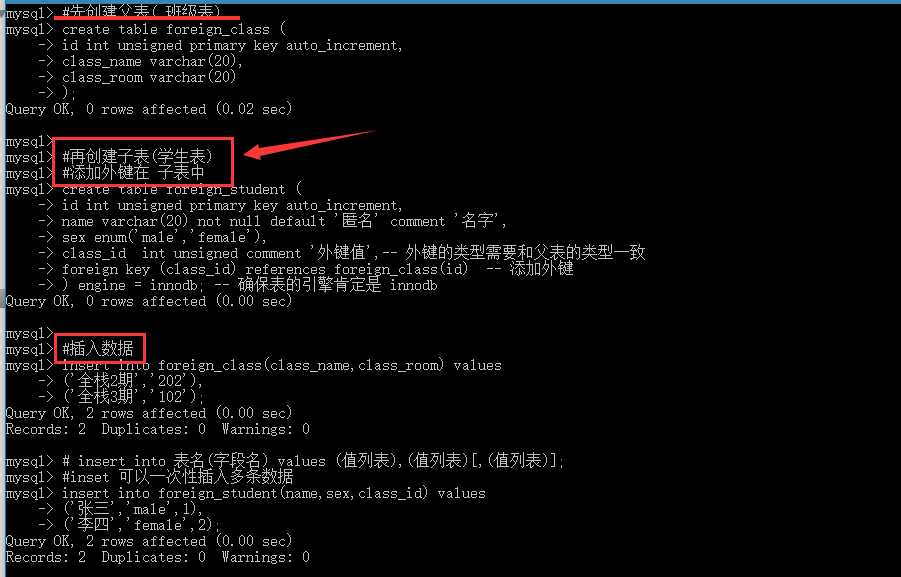 mysql> #先创建父表( 班级表)
mysql> create table foreign_class (
    -> id int unsigned primary key auto_increment,
    -> class_name varchar(20),
    -> class_room varchar(20)
    -> );
Query OK, 0 rows affected (0.02 sec)
mysql>
mysql> #再创建子表(学生表)
mysql> #添加外键在 子表中
mysql> create table foreign_student (
    -> id int unsigned primary key auto_increment,
    -> name varchar(20) not null default '匿名' comment '名字',
    -> sex enum('male','female'),
    -> class_id  int unsigned comment '外键值',-- 外键的类型需要和父表的类型一致
    -> foreign key (class_id) references foreign_class(id)  -- 添加外键
    -> ) engine = innodb; -- 确保表的引擎肯定是 innodb
Query OK, 0 rows affected (0.00 sec)
mysql>
mysql> #插入数据
mysql> insert into foreign_class(class_name,class_room) values
    -> ('全栈2期','202'),
    -> ('全栈3期','102');
Query OK, 2 rows affected (0.00 sec)
Records: 2  Duplicates: 0  Warnings: 0
mysql> # insert into 表名(字段名) values (值列表),(值列表)[,(值列表)];
mysql> #inset 可以一次性插入多条数据
mysql> insert into foreign_student(name,sex,class_id) values
    -> ('张三','male',1),
    -> ('李四','female',2);
Query OK, 2 rows affected (0.00 sec)
Records: 2  Duplicates: 0  Warnings: 0